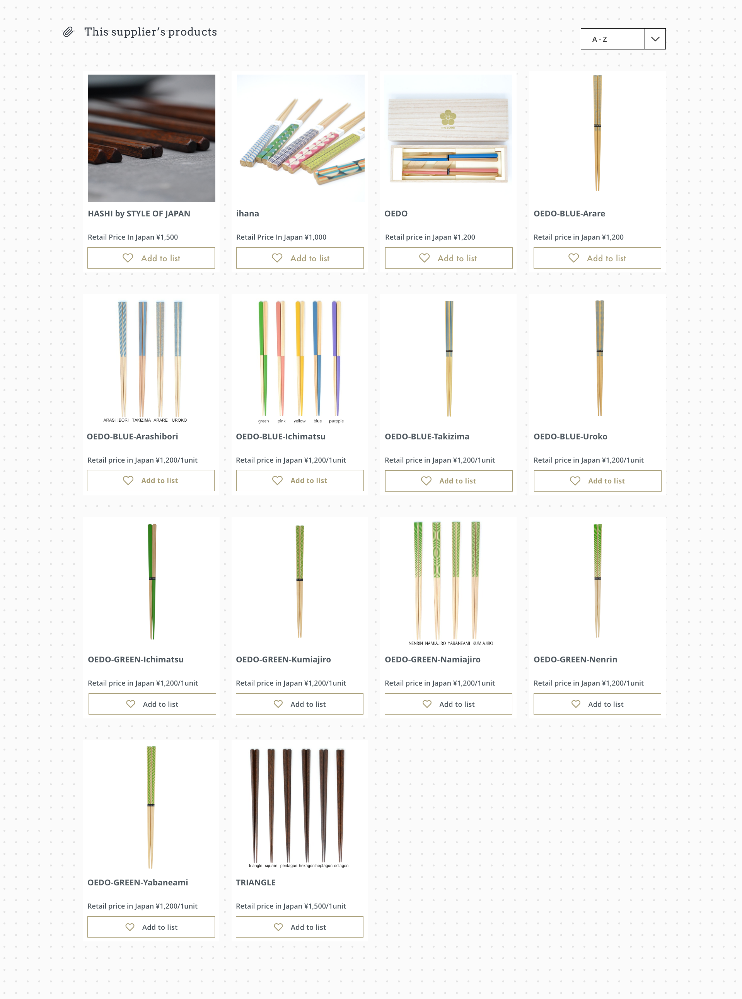 This supplier’s products
A - Z
HASHI by STYLE OF JAPAN
Retail Price In Japan ¥1,500
Add to list
ihana
Retail Price In Japan ¥1,000
Add to list
STYLE OF JAPAN
OEDO
Retail price in Japan ¥1,200
Add to list
OEDO-BLUE-Arare
Retail price in Japan ¥1,200
Add to list
ARASHIBORI TAKIZIMA ARARE UROKO
OEDO-BLUE-Arashibori
Retail price in Japan ¥1,200/1unit
Add to list
green pink yellow blue purpple
OEDO-BLUE-Ichimatsu
Retail price in Japan ¥1,200/1unit
Add to list
OEDO-BLUE-Takizima
Retail price in Japan ¥1,200/1unit
Add to list
OEDO-BLUE-Uroko
Retail price in Japan ¥1,200/1unit
Add to list
OEDO-GREEN-Ichimatsu
Retail price in Japan ¥1,200/1unit
Add to list
OEDO-GREEN-Kumiajiro
Retail price in Japan ¥1,200/1unit
Add to list
NENRIN NAMIAJIRO YABANEAMI KUMIAJIRO
OEDO-GREEN-Namiajiro
Retail price in Japan ¥1,200/1unit
Add to list
OEDO-GREEN-Nenrin
Retail price in Japan ¥1,200/1unit
Add to list
OEDO-GREEN-Yabaneami
Retail price in Japan ¥1,200/1unit
Add to list
triangle square pentagon hexagon heptagon octagon
TRIANGLE
Retail price in Japan ¥1,500/1unit
Add to list